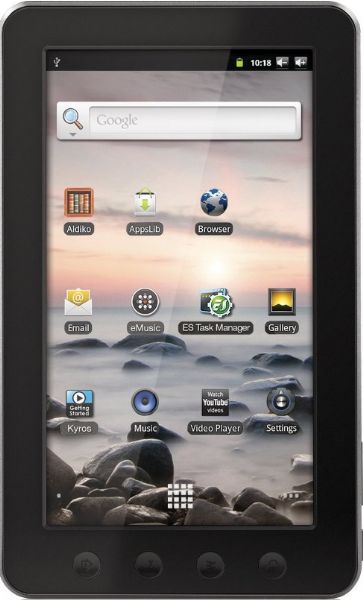 10:18
Google
Aldiko
AppsLib
Browser
Email
eMusic
ES Task Manager
Gallery
Getting
Started
Watch
YouTube
videos
Kyros
Music
Video Player
Settings